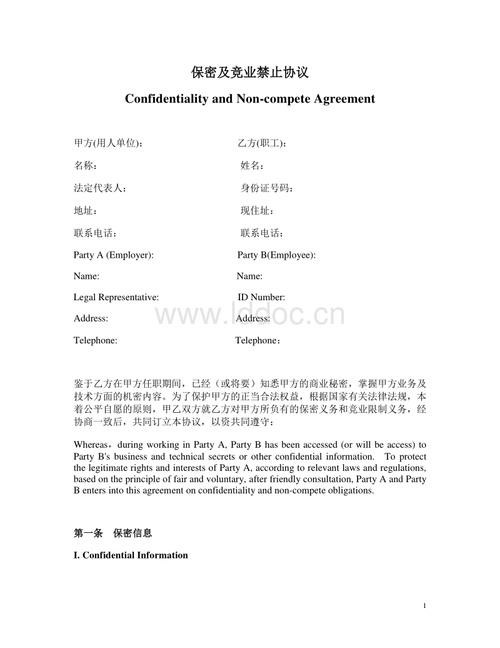 保密及竞业禁止协议
Confidentiality and Non-compete Agreement
甲方(用人单位): 乙方(职工):
名称: 姓名:
法定代表人: 身份证号码:
地址: 现住址:
联系电话: 联系电话:
Party A (Employer): Party B(Employee):
Name: Name:
Legal Representative: ID Number:
Address: Address:
Telephone: Telephone:
www.lddoc.cn
鉴于乙方在甲方任职期间，已经（或将要）知悉甲方的商业秘密，掌握甲方业务及
技术方面的机密内容。为了保护甲方的正当合法权益，根据国家有关法律法规，本
着公平自愿的原则，甲乙双方就乙方对甲方所负有的保密义务和竞业限制义务，经
协商一致后，共同订立本协议，以资共同遵守：
Whereas，during working in Party A, Party B has been accessed (or will be access) to
Party B's business and technical secrets or other confidential information. To protect
the legitimate rights and interests of Party A, according to relevant laws and regulations,
based on the principle of fair and voluntary, after friendly consultation, Party A and Party
B enters into this agreement on confidentiality and non-compete obligations.
第一条 保密信息
I. Confidential Information
1